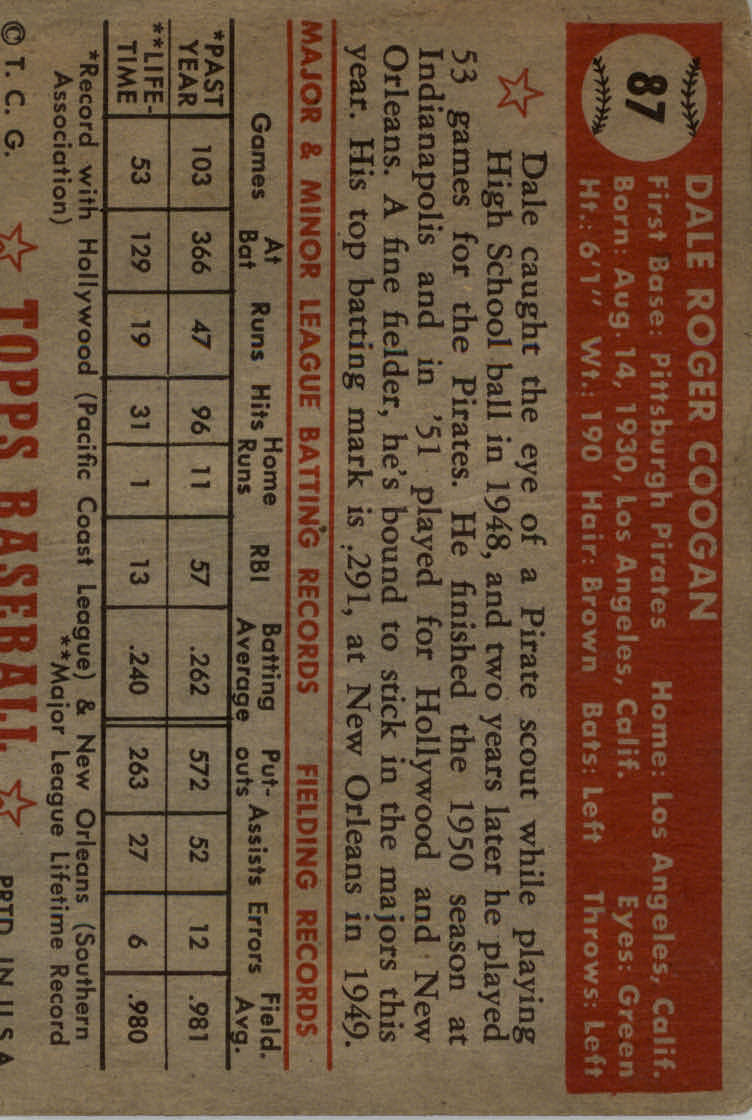 87
DALE ROGER COOGAN
First Base: Pittsburgh Pirates Home: Los Angeles, Calif.
Born: Aug. 14, 1930, Los Angeles, Calif. Eyes: Green
Ht.: 6'1" Wt.: 190 Hair: Brown Bats: Left Throws: Left
Dale caught the eye of a Pirate scout while playing
High School ball in 1948, and two years later he played
53 games for the Pirates. He finished the 1950 season at
Indianapolis and in '51 played for Hollywood and New
Orleans. A fine fielder, he's bound to stick in the majors this
year. His top batting mark is .291, at New Orleans in 1949.
MAJOR & MINOR LEAGUE BATTING RECORDS FIELDING RECORDS
Games At Bat Runs Hits Home Runs RBI Batting Average Put-outs Assists Errors Field. Avg.
*PAST YEAR 103 366 47 96 11 57 .262 572 52 12 .981
**LIFE-TIME 53 129 19 31 1 13 .240 263 27 6 .980
*Record with Hollywood (Pacific Coast League) & New Orleans (Southern
Association) **Major League Lifetime Record
© T. C. G. TOPPS BASEBALL PRTD IN U.S.A